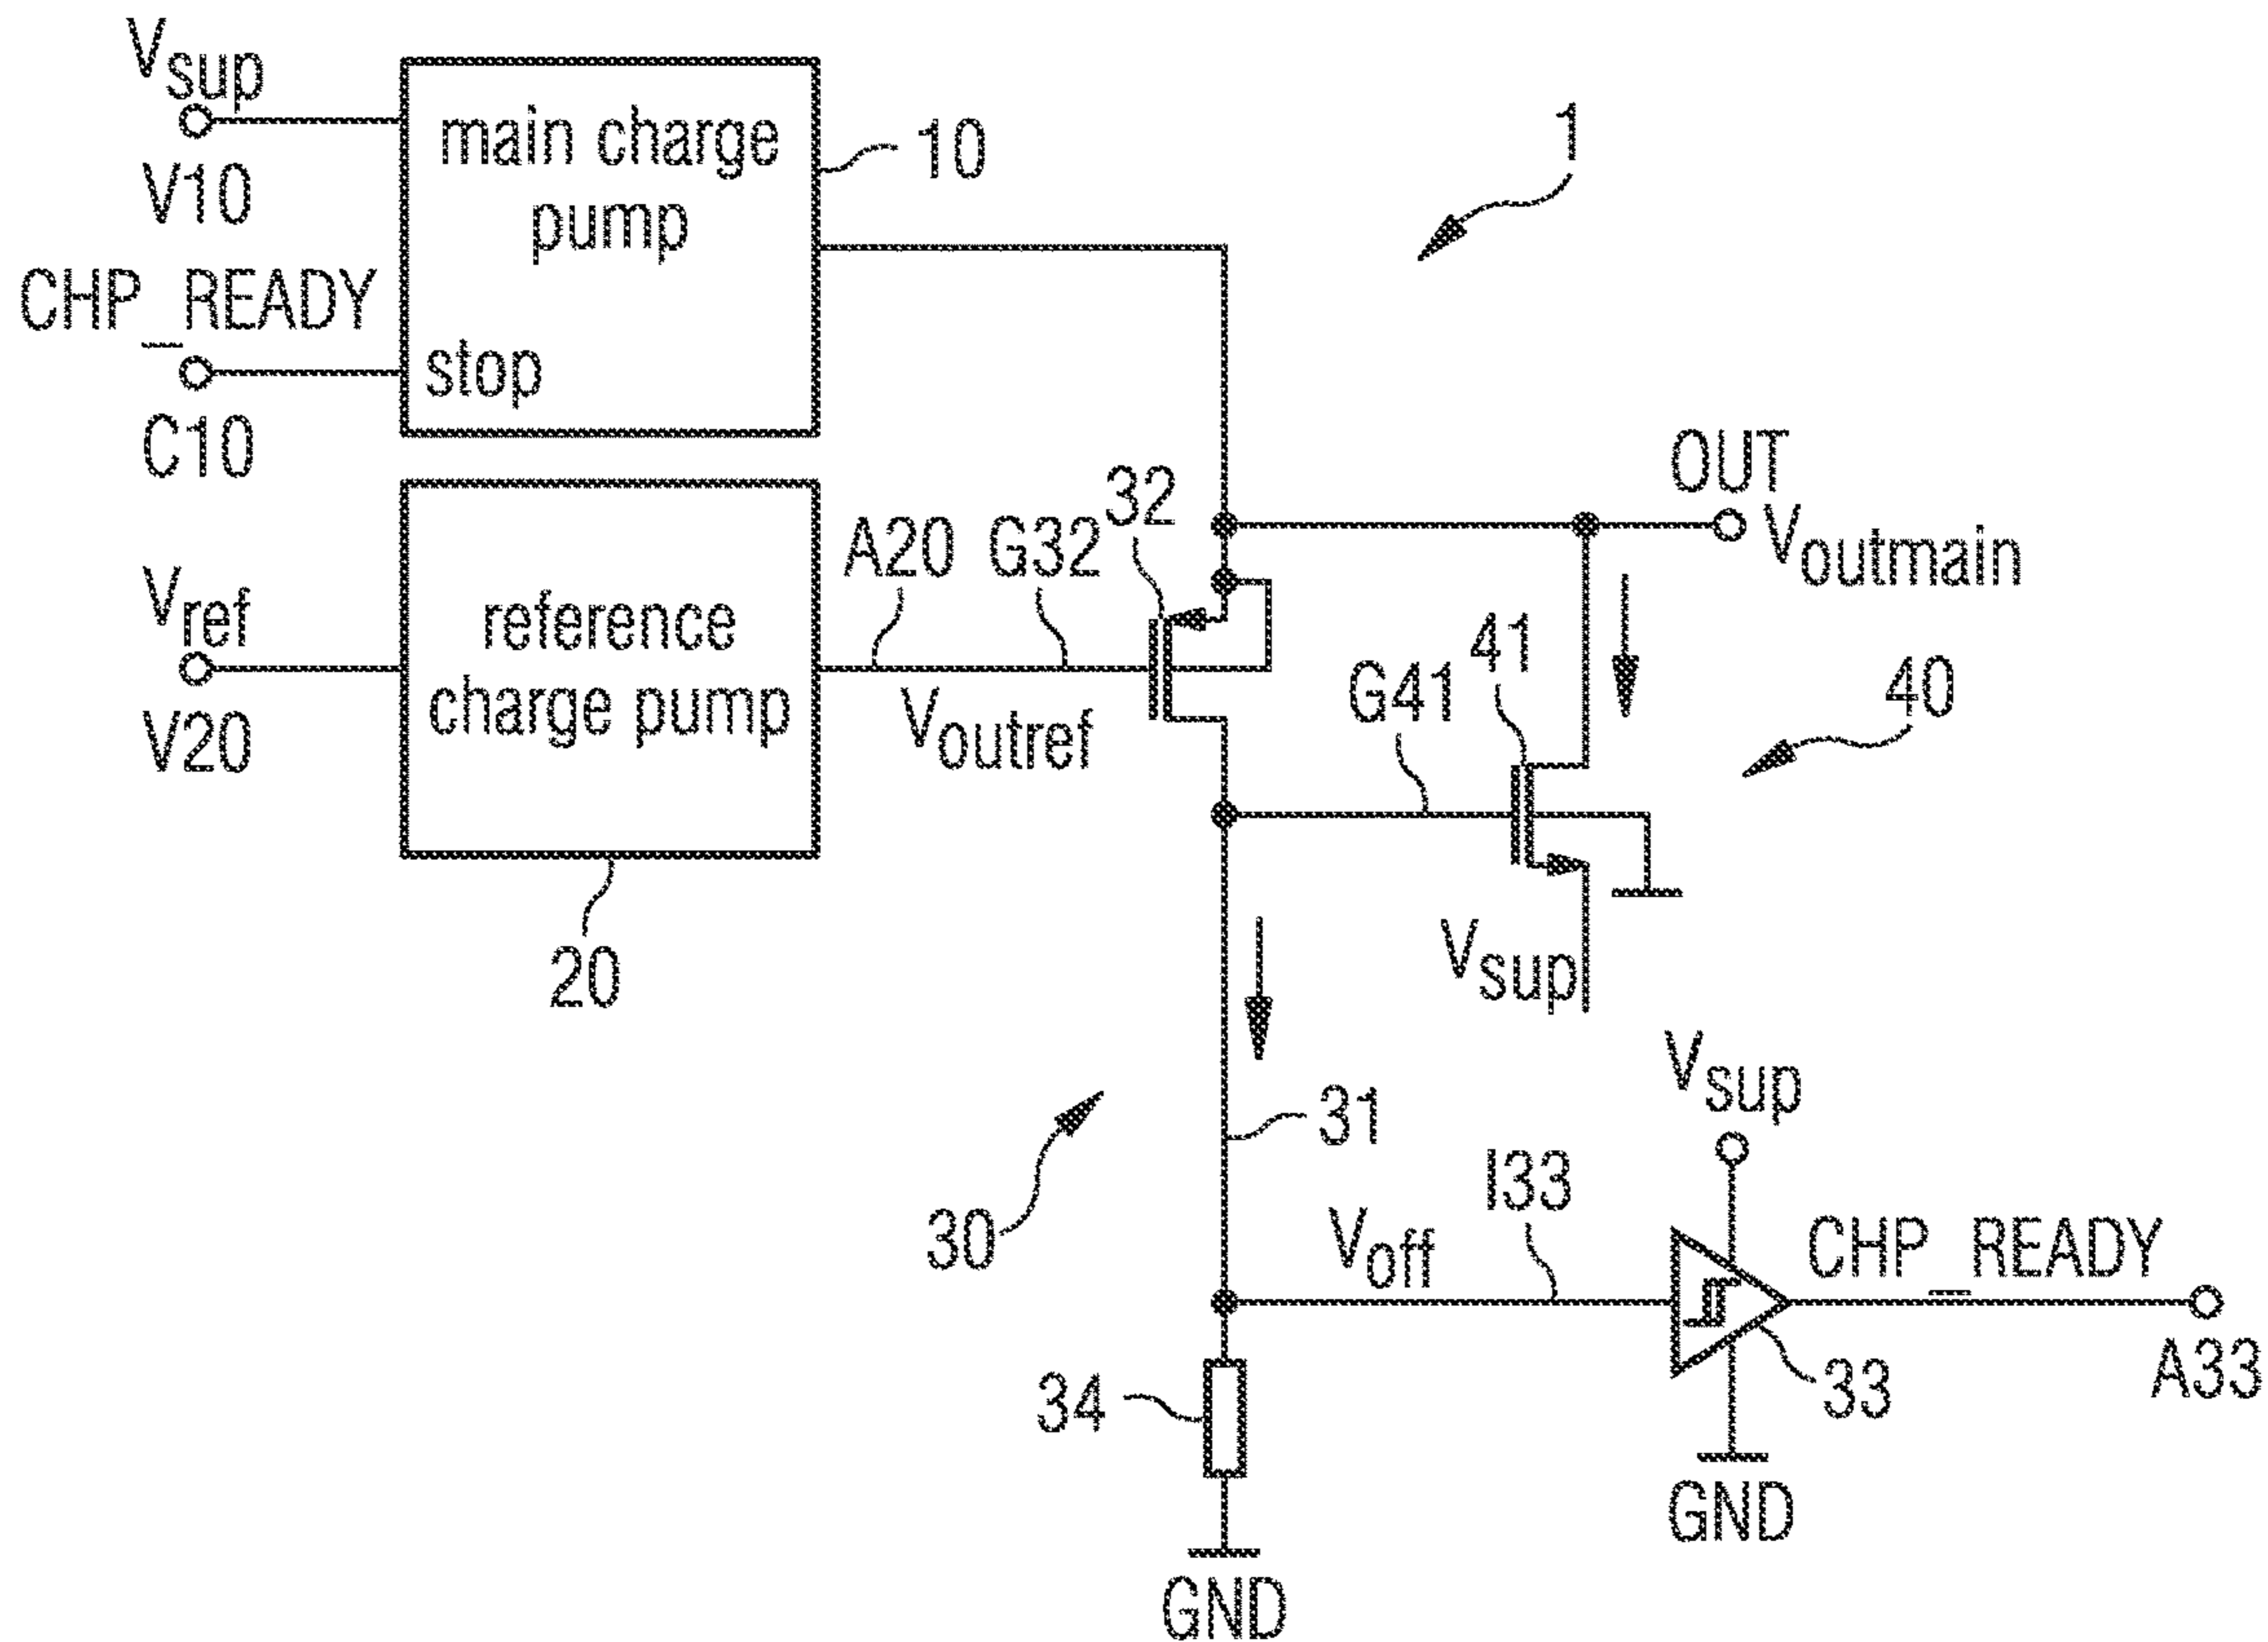 Vsup
V10
CHP_READY
C10
main charge
pump
stop
10
1
Vref
V20
reference
charge pump
20
A20
G32
32
Voutref
OUT
Voutmain
G41
41
40
Vsup
30
31
Voff
I33
Vsup
CHP_READY
A33
33
GND
34
GND